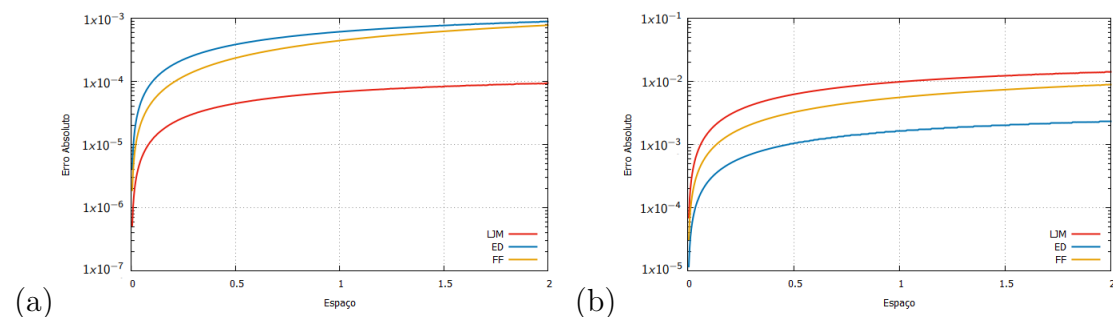 1x10⁻³
1x10⁻⁴
1x10⁻⁵
1x10⁻⁶
1x10⁻⁷
Erro Absoluto
0
0.5
1
1.5
2
Espaço
LJM
ED
FF
(a)
1x10⁻¹
1x10⁻²
1x10⁻³
1x10⁻⁴
1x10⁻⁵
Erro Absoluto
0
0.5
1
1.5
2
Espaço
LJM
ED
FF
(b)